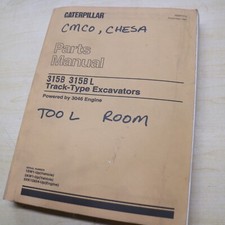 CATERPILLAR
CMCO, CHESA
Parts
Manual
315B 315B L
Track-Type Excavators
Powered by 3046 Engine
TOOL ROOM